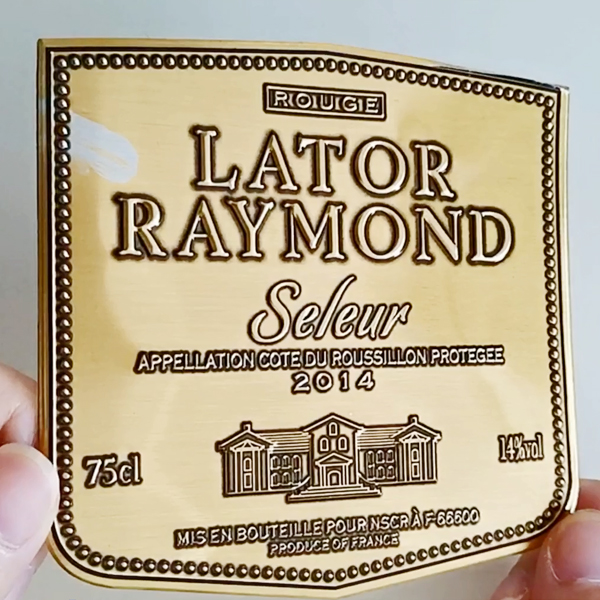 ROUGE
LATOR
RAYMOND
Seleur
APPELLATION COTE DU ROUSSILLON PROTEGEE
2014
75cl
14%vol
MIS EN BOUTEILLE POUR NSCR À F-66600
PRODUCE OF FRANCE